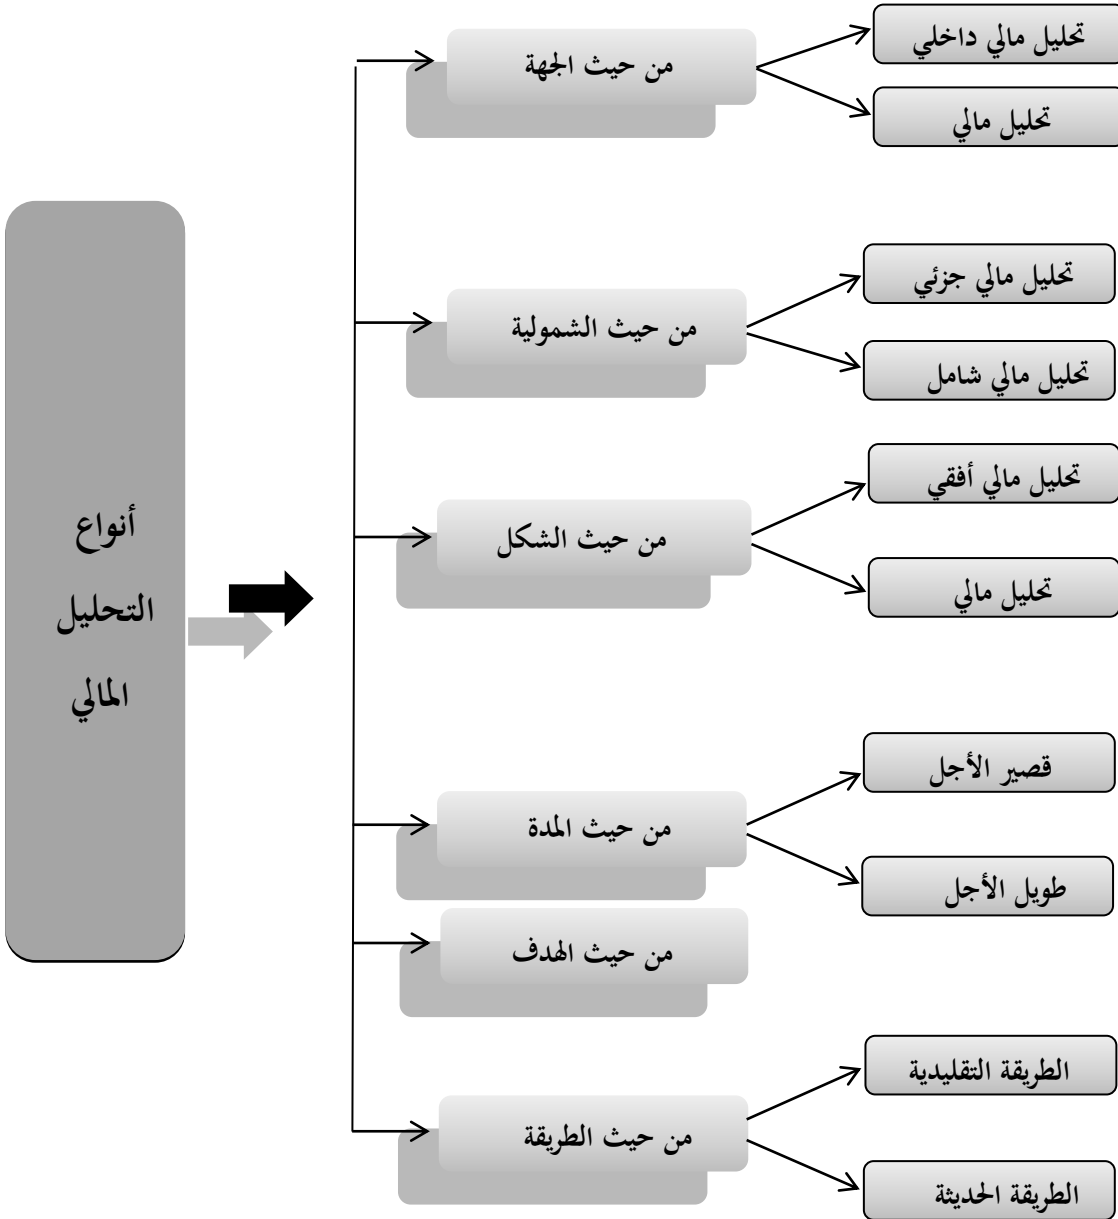 أنواع
التحليل
المالي
من حيث الجهة
تحليل مالي داخلي
تحليل مالي
من حيث الشمولية
تحليل مالي جزئي
تحليل مالي شامل
من حيث الشكل
تحليل مالي أفقي
تحليل مالي
من حيث المدة
قصير الأجل
طويل الأجل
من حيث الهدف
من حيث الطريقة
الطريقة التقليدية
الطريقة الحديثة